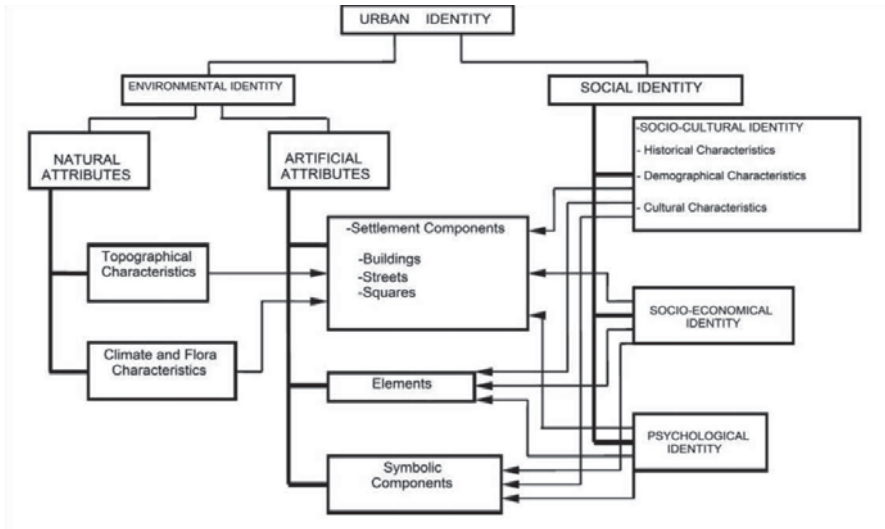 URBAN IDENTITY
ENVIRONMENTAL IDENTITY
SOCIAL IDENTITY
NATURAL
ATTRIBUTES
ARTIFICIAL
ATTRIBUTES
-SOCIO-CULTURAL IDENTITY
- Historical Characteristics
- Demographical Characteristics
- Cultural Characteristics
-Settlement Components
-Buildings
-Streets
-Squares
Topographical
Characteristics
SOCIO-ECONOMICAL
IDENTITY
Climate and Flora
Characteristics
Elements
PSYCHOLOGICAL
IDENTITY
Symbolic
Components